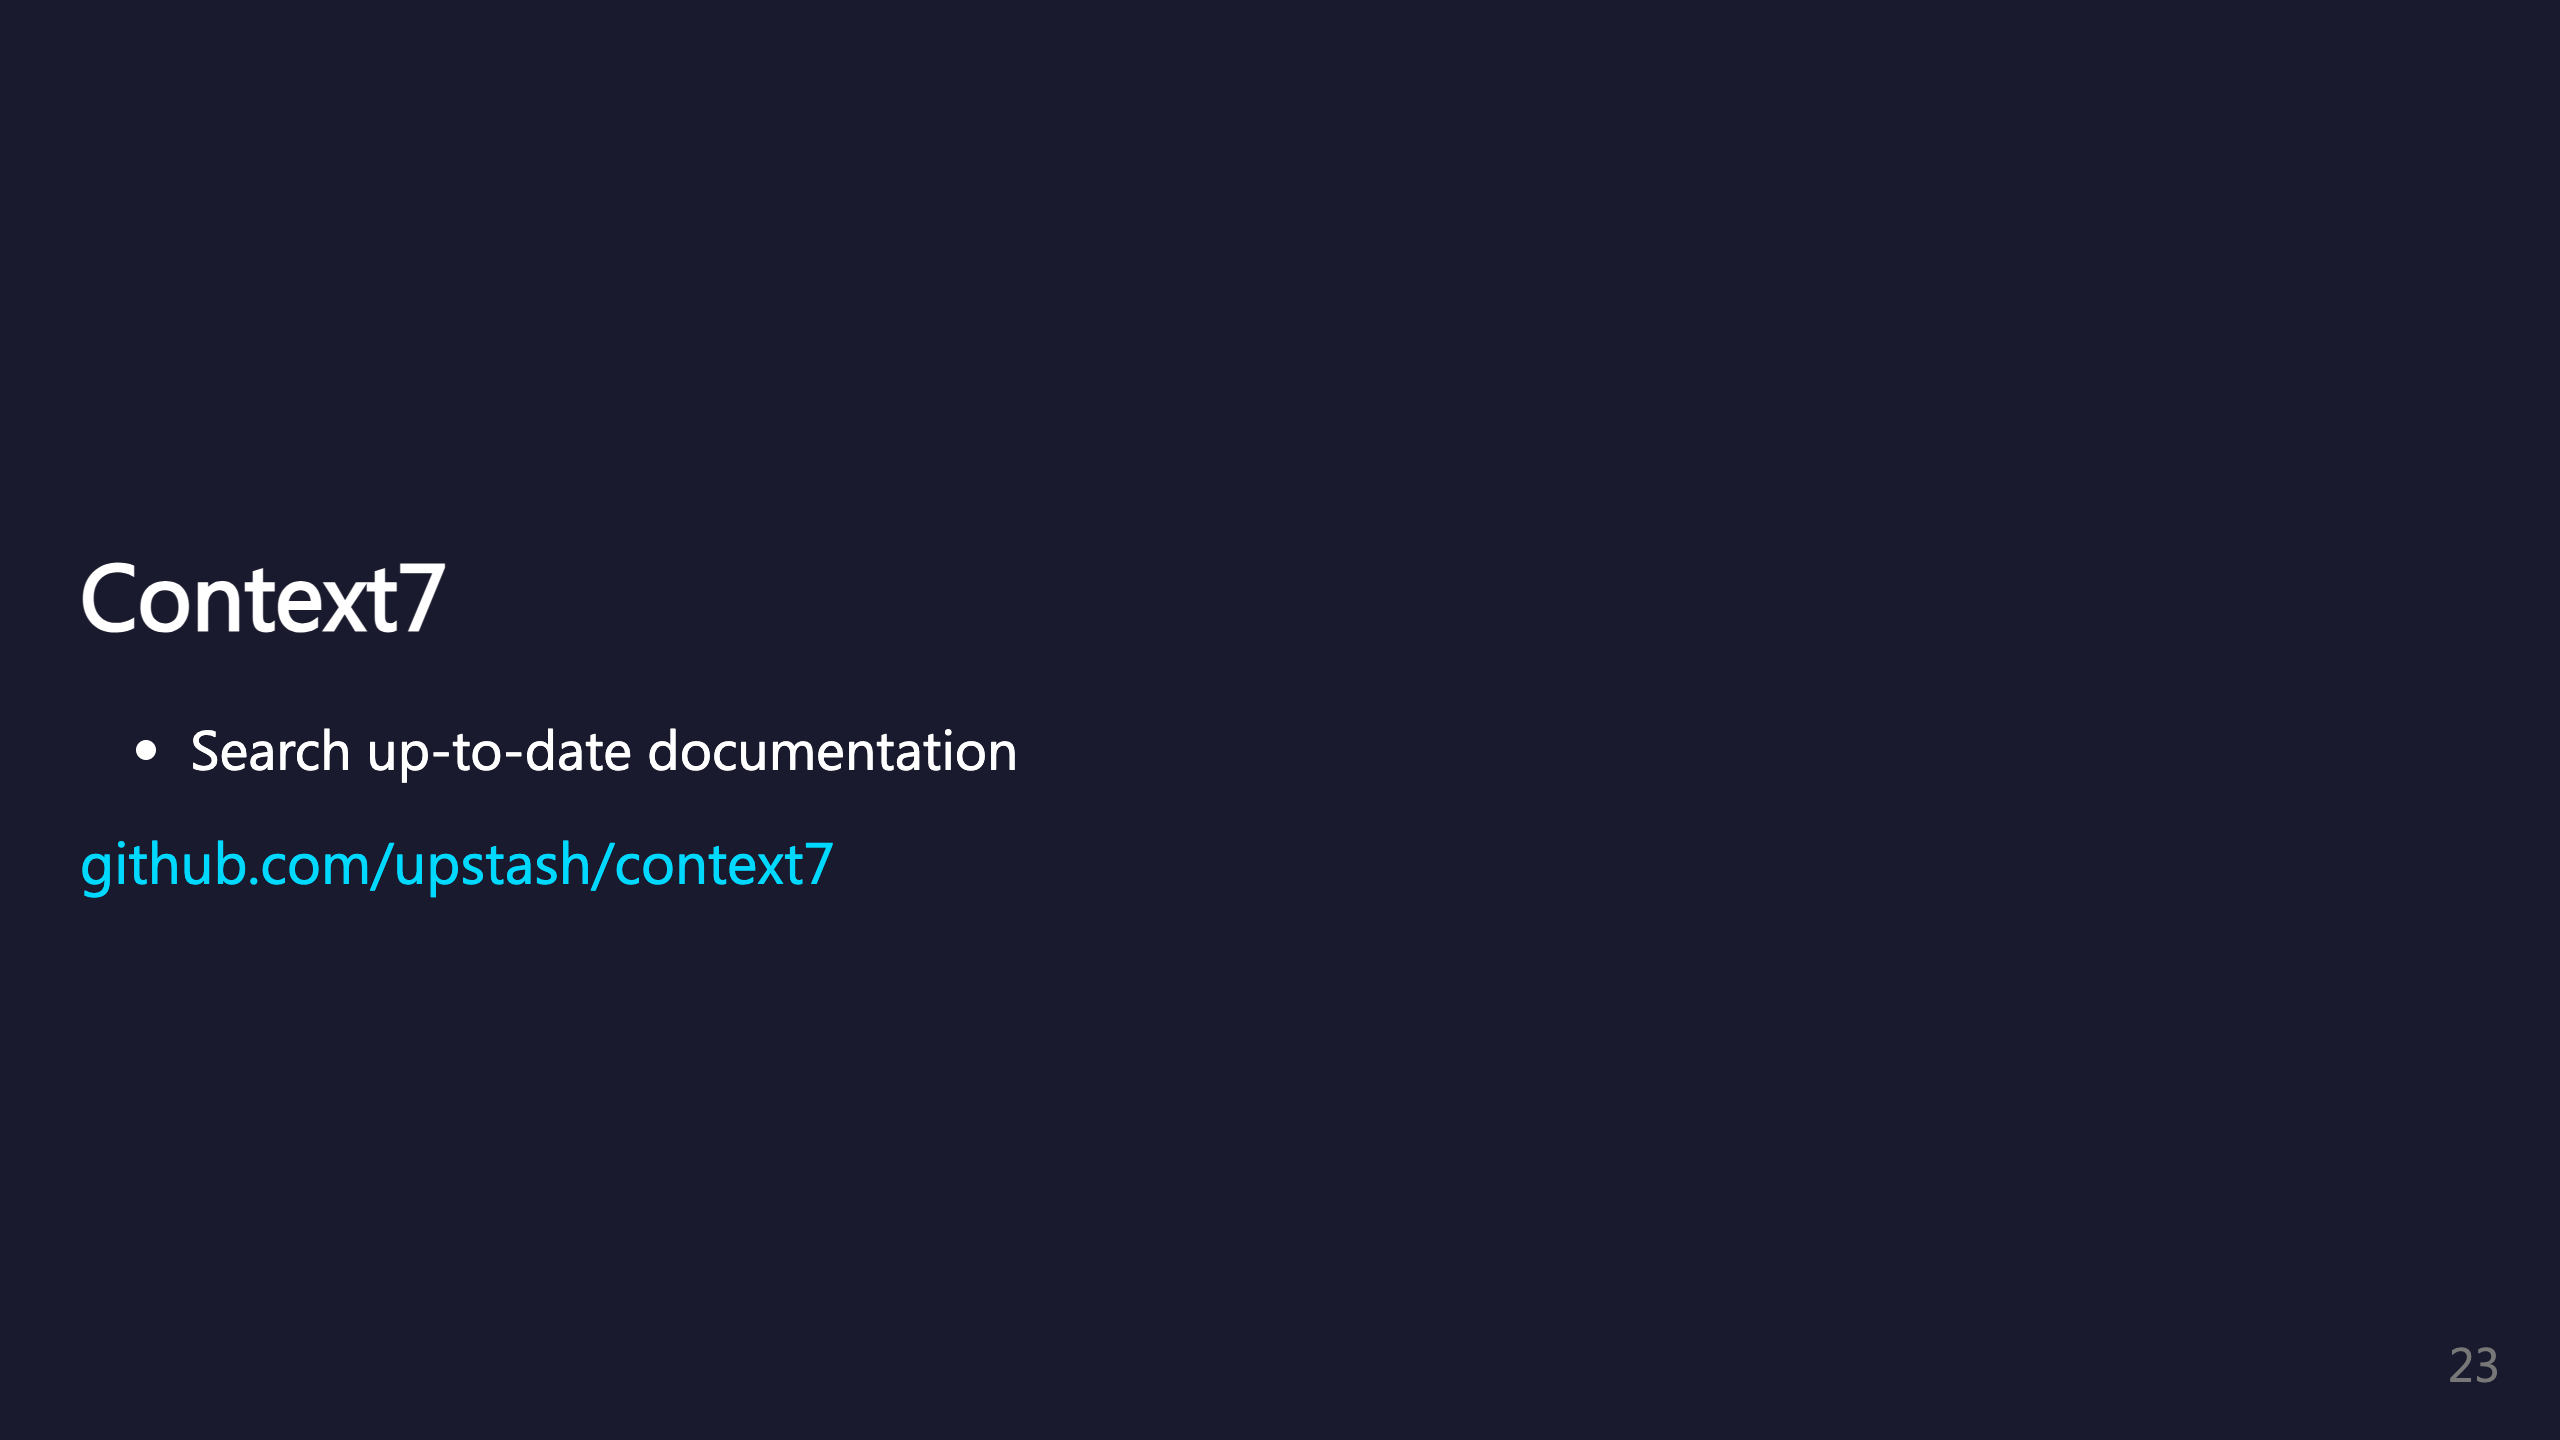 Context7
• Search up-to-date documentation
github.com/upstash/context7
23